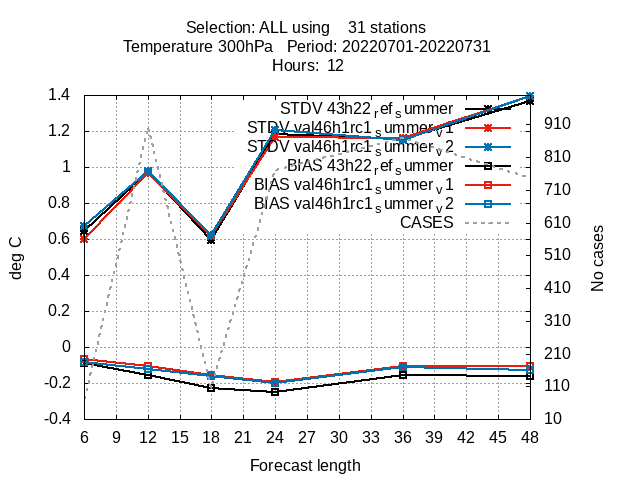 Selection: ALL using 31 stations
Temperature 300hPa Period: 20220701-20220731
Hours: 12
1.4
1.2
1
0.8
0.6
0.4
0.2
0
-0.2
-0.4
deg C
STDV 43h22_ref_summer
STDV val46h1rc1_summer_v1
STDV val46h1rc1_summer_v2
BIAS 43h22_ref_summer
BIAS val46h1rc1_summer_v1
BIAS val46h1rc1_summer_v2
CASES
910
810
710
610
510
410
310
210
110
10
No cases
6 9 12 15 18 21 24 27 30 33 36 39 42 45 48
Forecast length